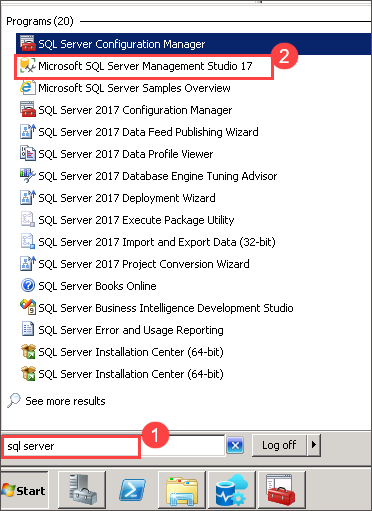 Programs (20)
SQL Server Configuration Manager
Microsoft SQL Server Management Studio 17
2
Microsoft SQL Server Samples Overview
SQL Server 2017 Configuration Manager
SQL Server 2017 Data Feed Publishing Wizard
SQL Server 2017 Data Profile Viewer
SQL Server 2017 Database Engine Tuning Advisor
SQL Server 2017 Deployment Wizard
SQL Server 2017 Execute Package Utility
SQL Server 2017 Import and Export Data (32-bit)
SQL Server 2017 Project Conversion Wizard
SQL Server Books Online
SQL Server Business Intelligence Development Studio
SQL Server Error and Usage Reporting
SQL Server Installation Center (64-bit)
SQL Server Installation Center (64-bit)
See more results
1
sql server
Log off
Start